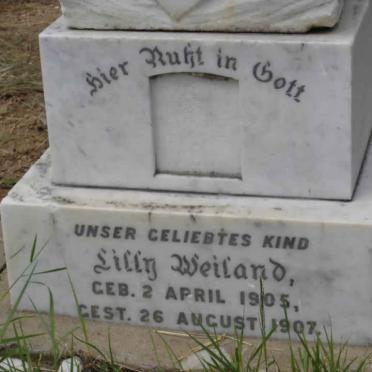 Hier Ruht in Gott
UNSER GELIEBTES KIND
Lilly Weiland,
GEB. 2 APRIL 1905,
GEST. 26 AUGUST 1907.